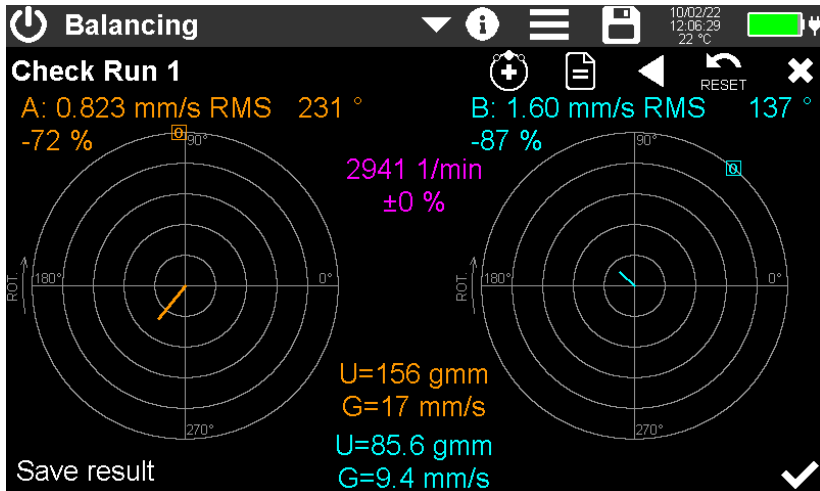 Balancing
i
10/02/22
12:06:29
22 °C
Check Run 1
RESET
A: 0.823 mm/s RMS 231 °
-72 %
B: 1.60 mm/s RMS 137 °
-87 %
2941 1/min
±0 %
0
90°
180°
0°
270°
ROT.
0
90°
180°
0°
270°
ROT.
U=156 gmm
G=17 mm/s
U=85.6 gmm
G=9.4 mm/s
Save result